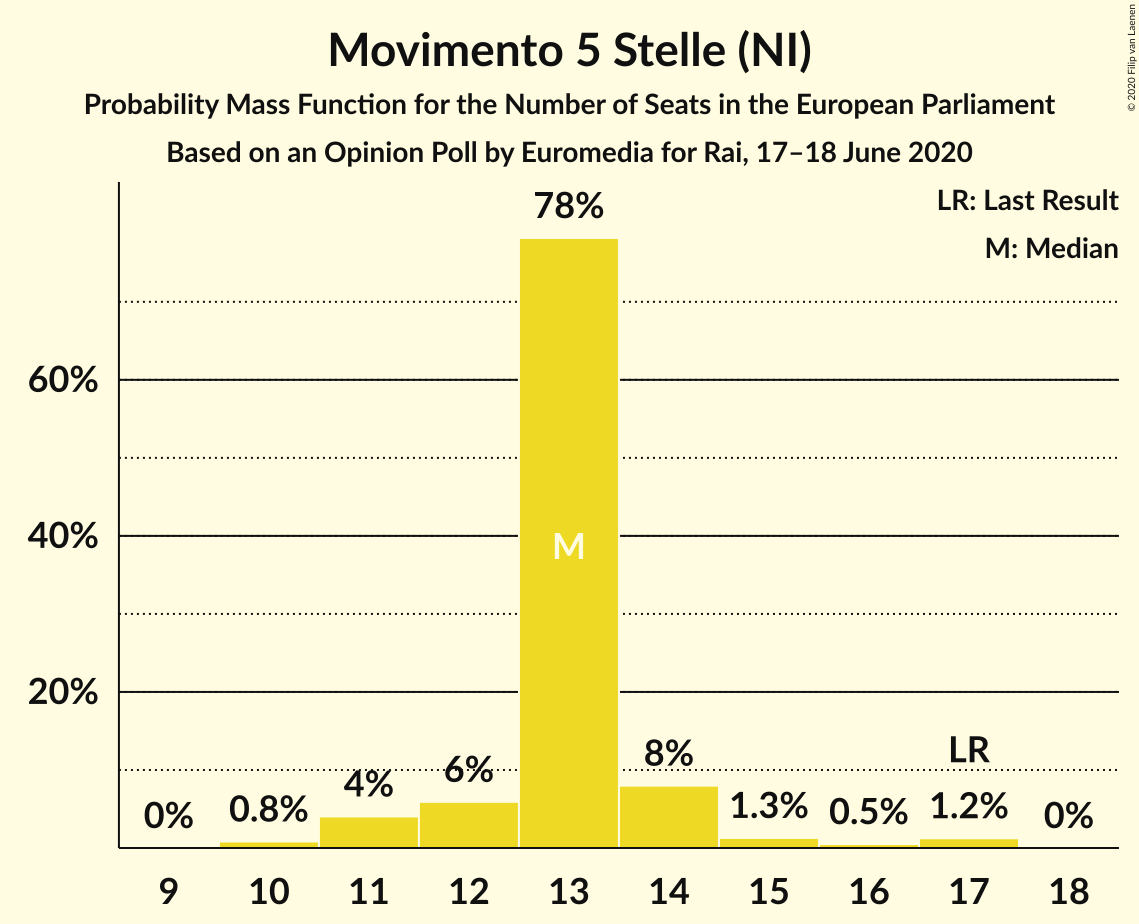 Movimento 5 Stelle (NI)
Probability Mass Function for the Number of Seats in the European Parliament
Based on an Opinion Poll by Euromedia for Rai, 17–18 June 2020
© 2020 Filip van Laenen
LR: Last Result
M: Median
78%
60%
40%
20%
M
0%
0.8%
4%
6%
8%
1.3%
0.5%
LR
1.2%
0%
9 10 11 12 13 14 15 16 17 18